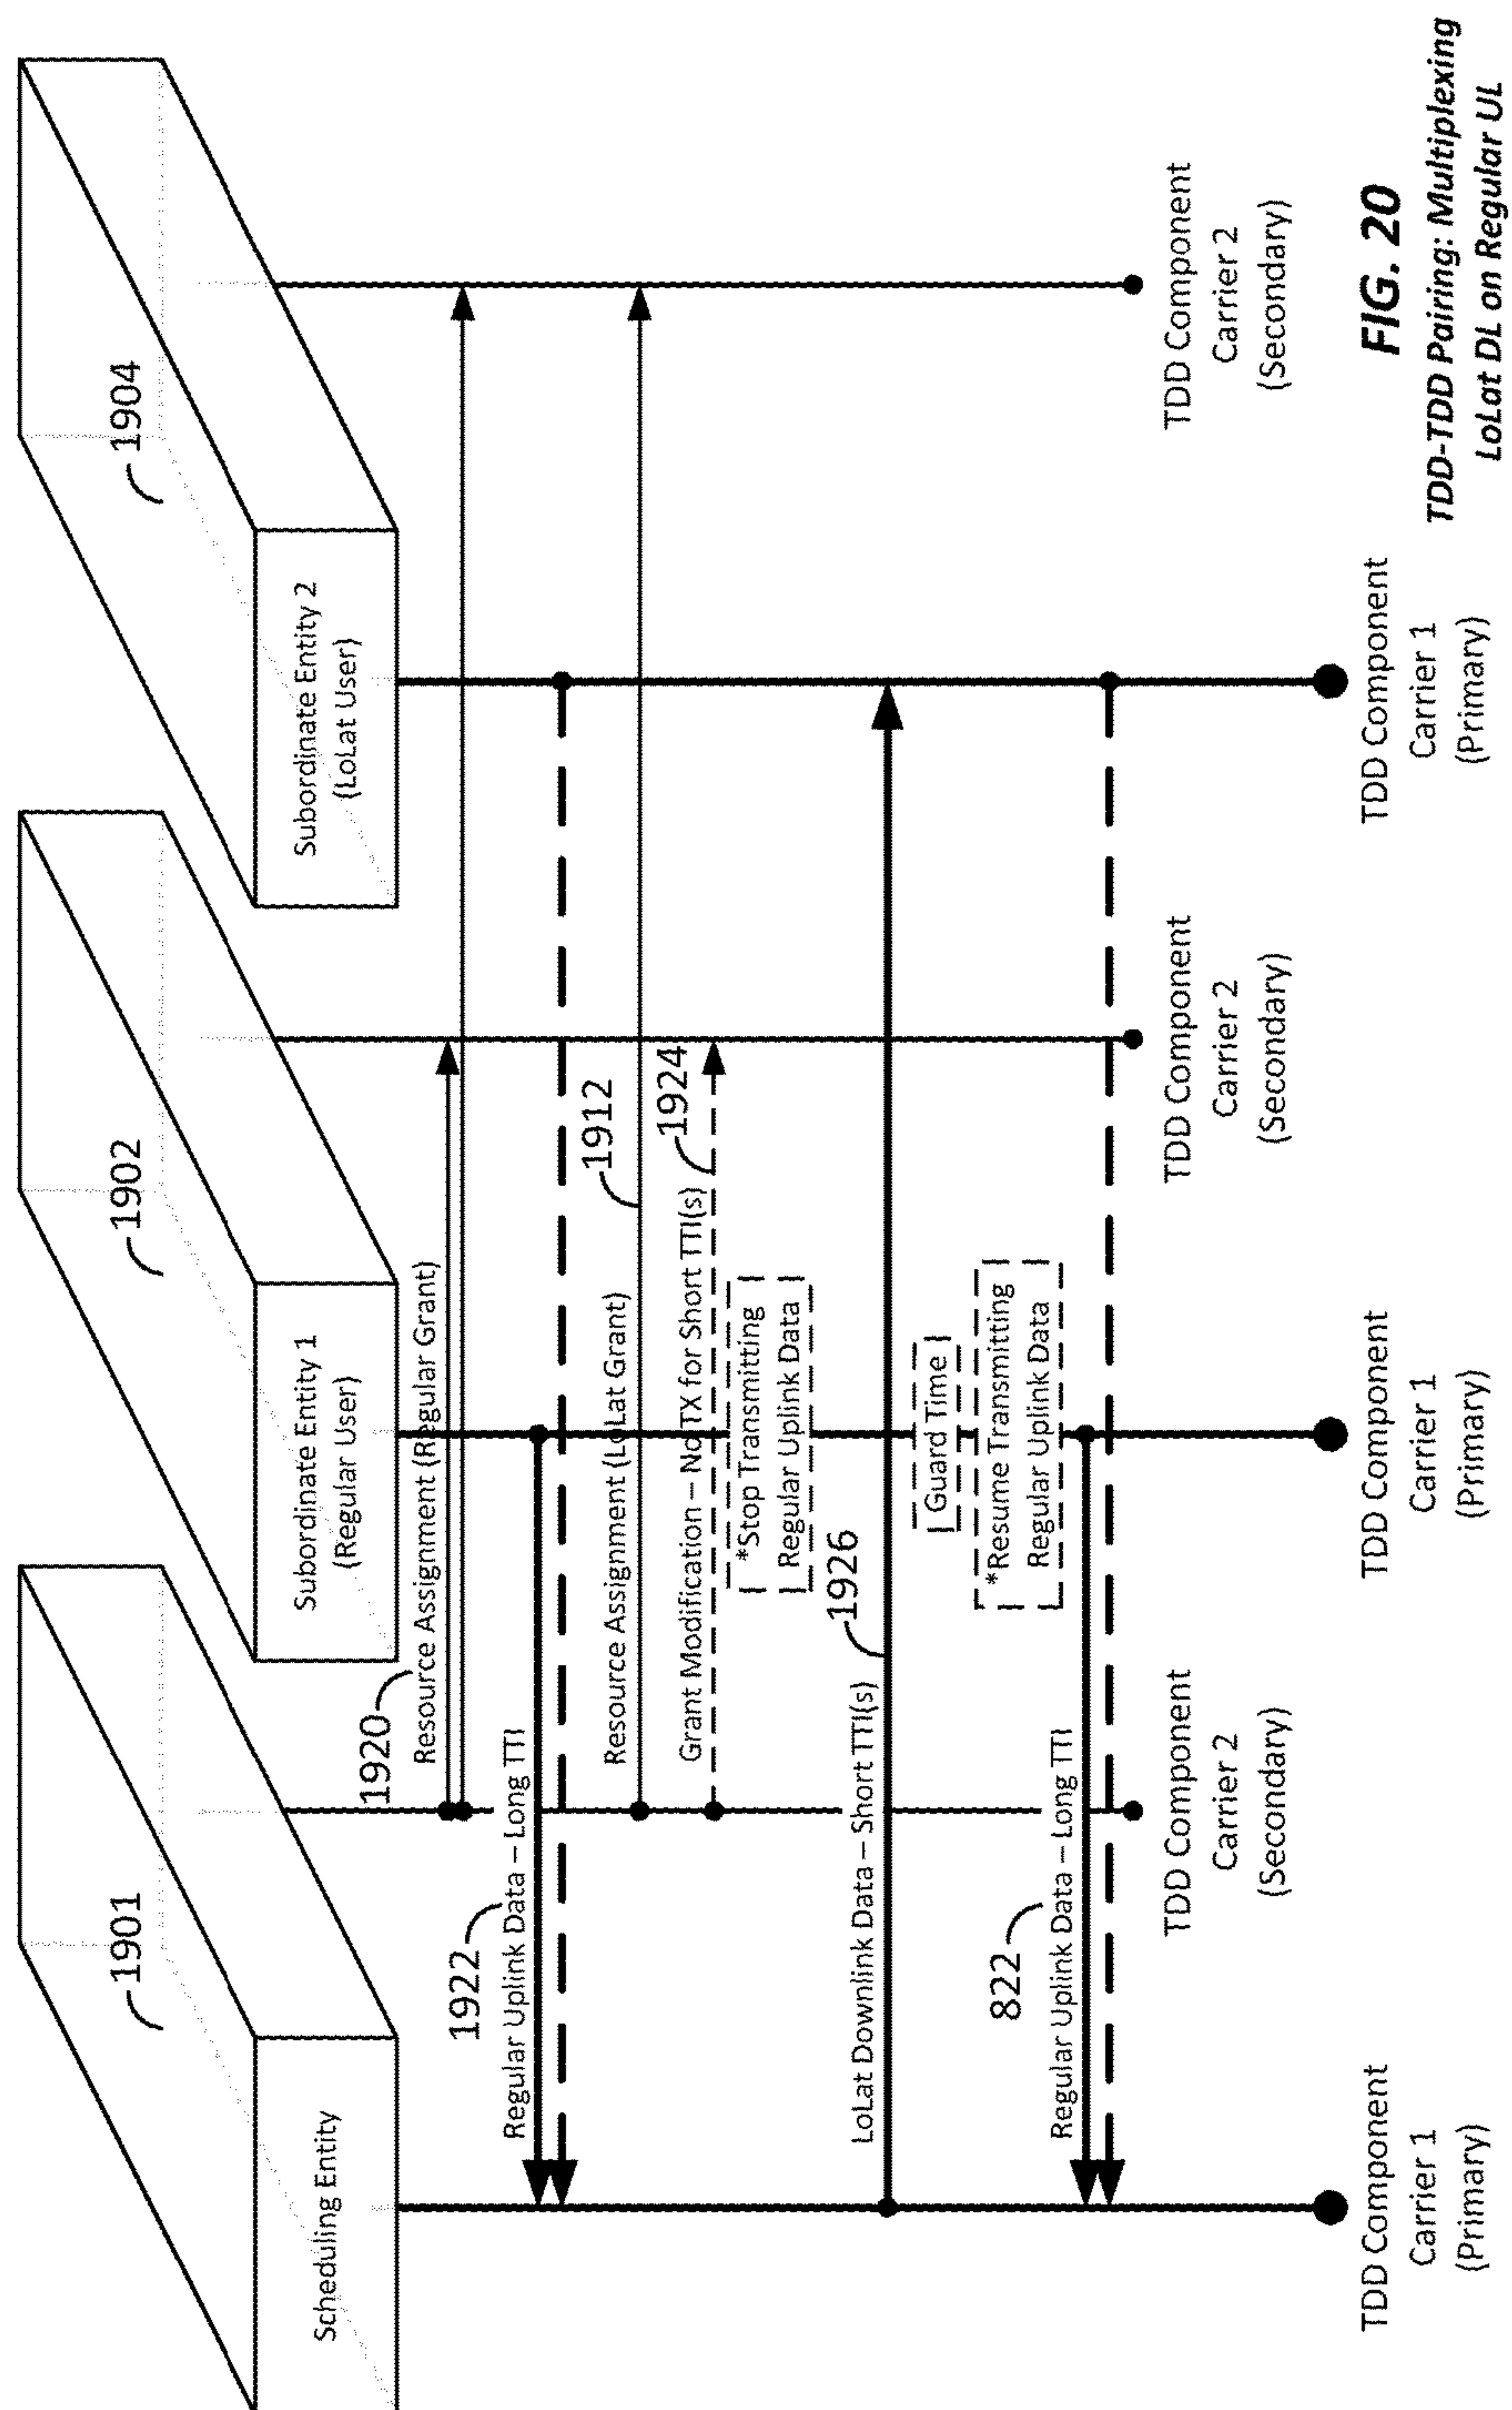 1901
Scheduling Entity
1902
Subordinate Entity 1
(Regular User)
1904
Subordinate Entity 2
(LoLat User)
1920
Resource Assignment (Regular Grant)
1922
Regular Uplink Data – Long TTI
1912
Resource Assignment (LoLat Grant)
1924
Grant Modification – No TX for Short TTI(s)
*Stop Transmitting
Regular Uplink Data
1926
LoLat Downlink Data – Short TTI(s)
Guard Time
*Resume Transmitting
Regular Uplink Data
822
Regular Uplink Data – Long TTI
TDD Component
Carrier 1
(Primary)
TDD Component
Carrier 2
(Secondary)
TDD Component
Carrier 1
(Primary)
TDD Component
Carrier 2
(Secondary)
TDD Component
Carrier 1
(Primary)
TDD Component
Carrier 2
(Secondary)
FIG. 20
TDD-TDD Pairing: Multiplexing
LoLat DL on Regular UL